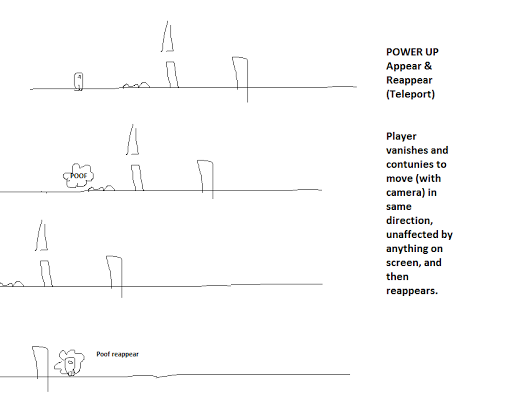 POWER UP
Appear &
Reappear
(Teleport)
Player
vanishes and
contunies to
move (with
camera) in
same
direction,
unaffected by
anything on
screen, and
then
reappears.
POOF
Poof reappear